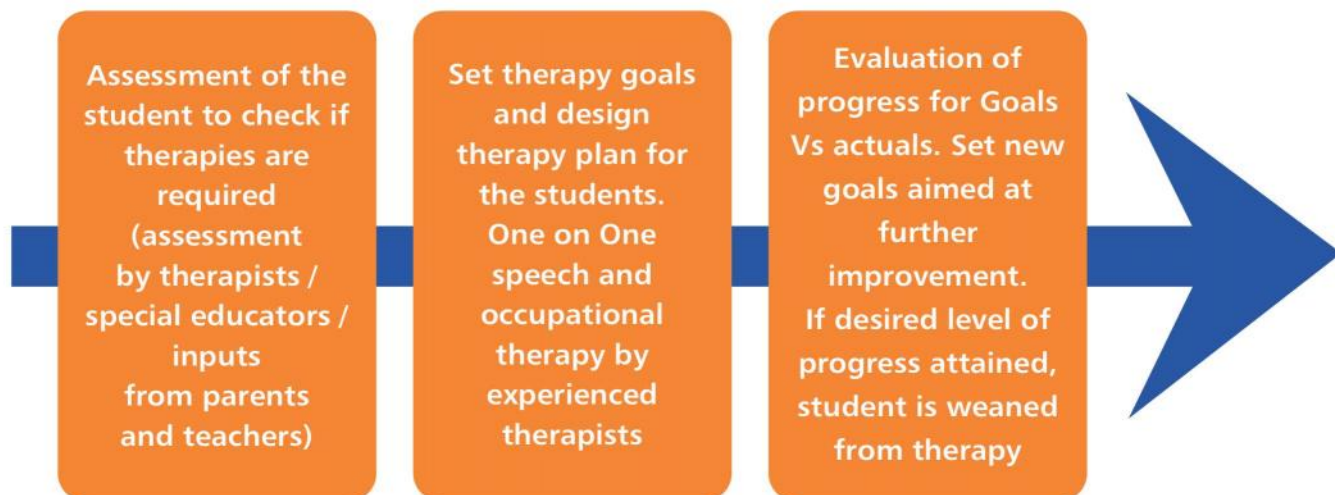 Assessment of the
student to check if
therapies are
required
(assessment
by therapists /
special educators /
inputs
from parents
and teachers)
Set therapy goals
and design
therapy plan for
the students.
One on One
speech and
occupational
therapy by
experienced
therapists
Evaluation of
progress for Goals
Vs actuals. Set new
goals aimed at
further
improvement.
If desired level of
progress attained,
student is weaned
from therapy